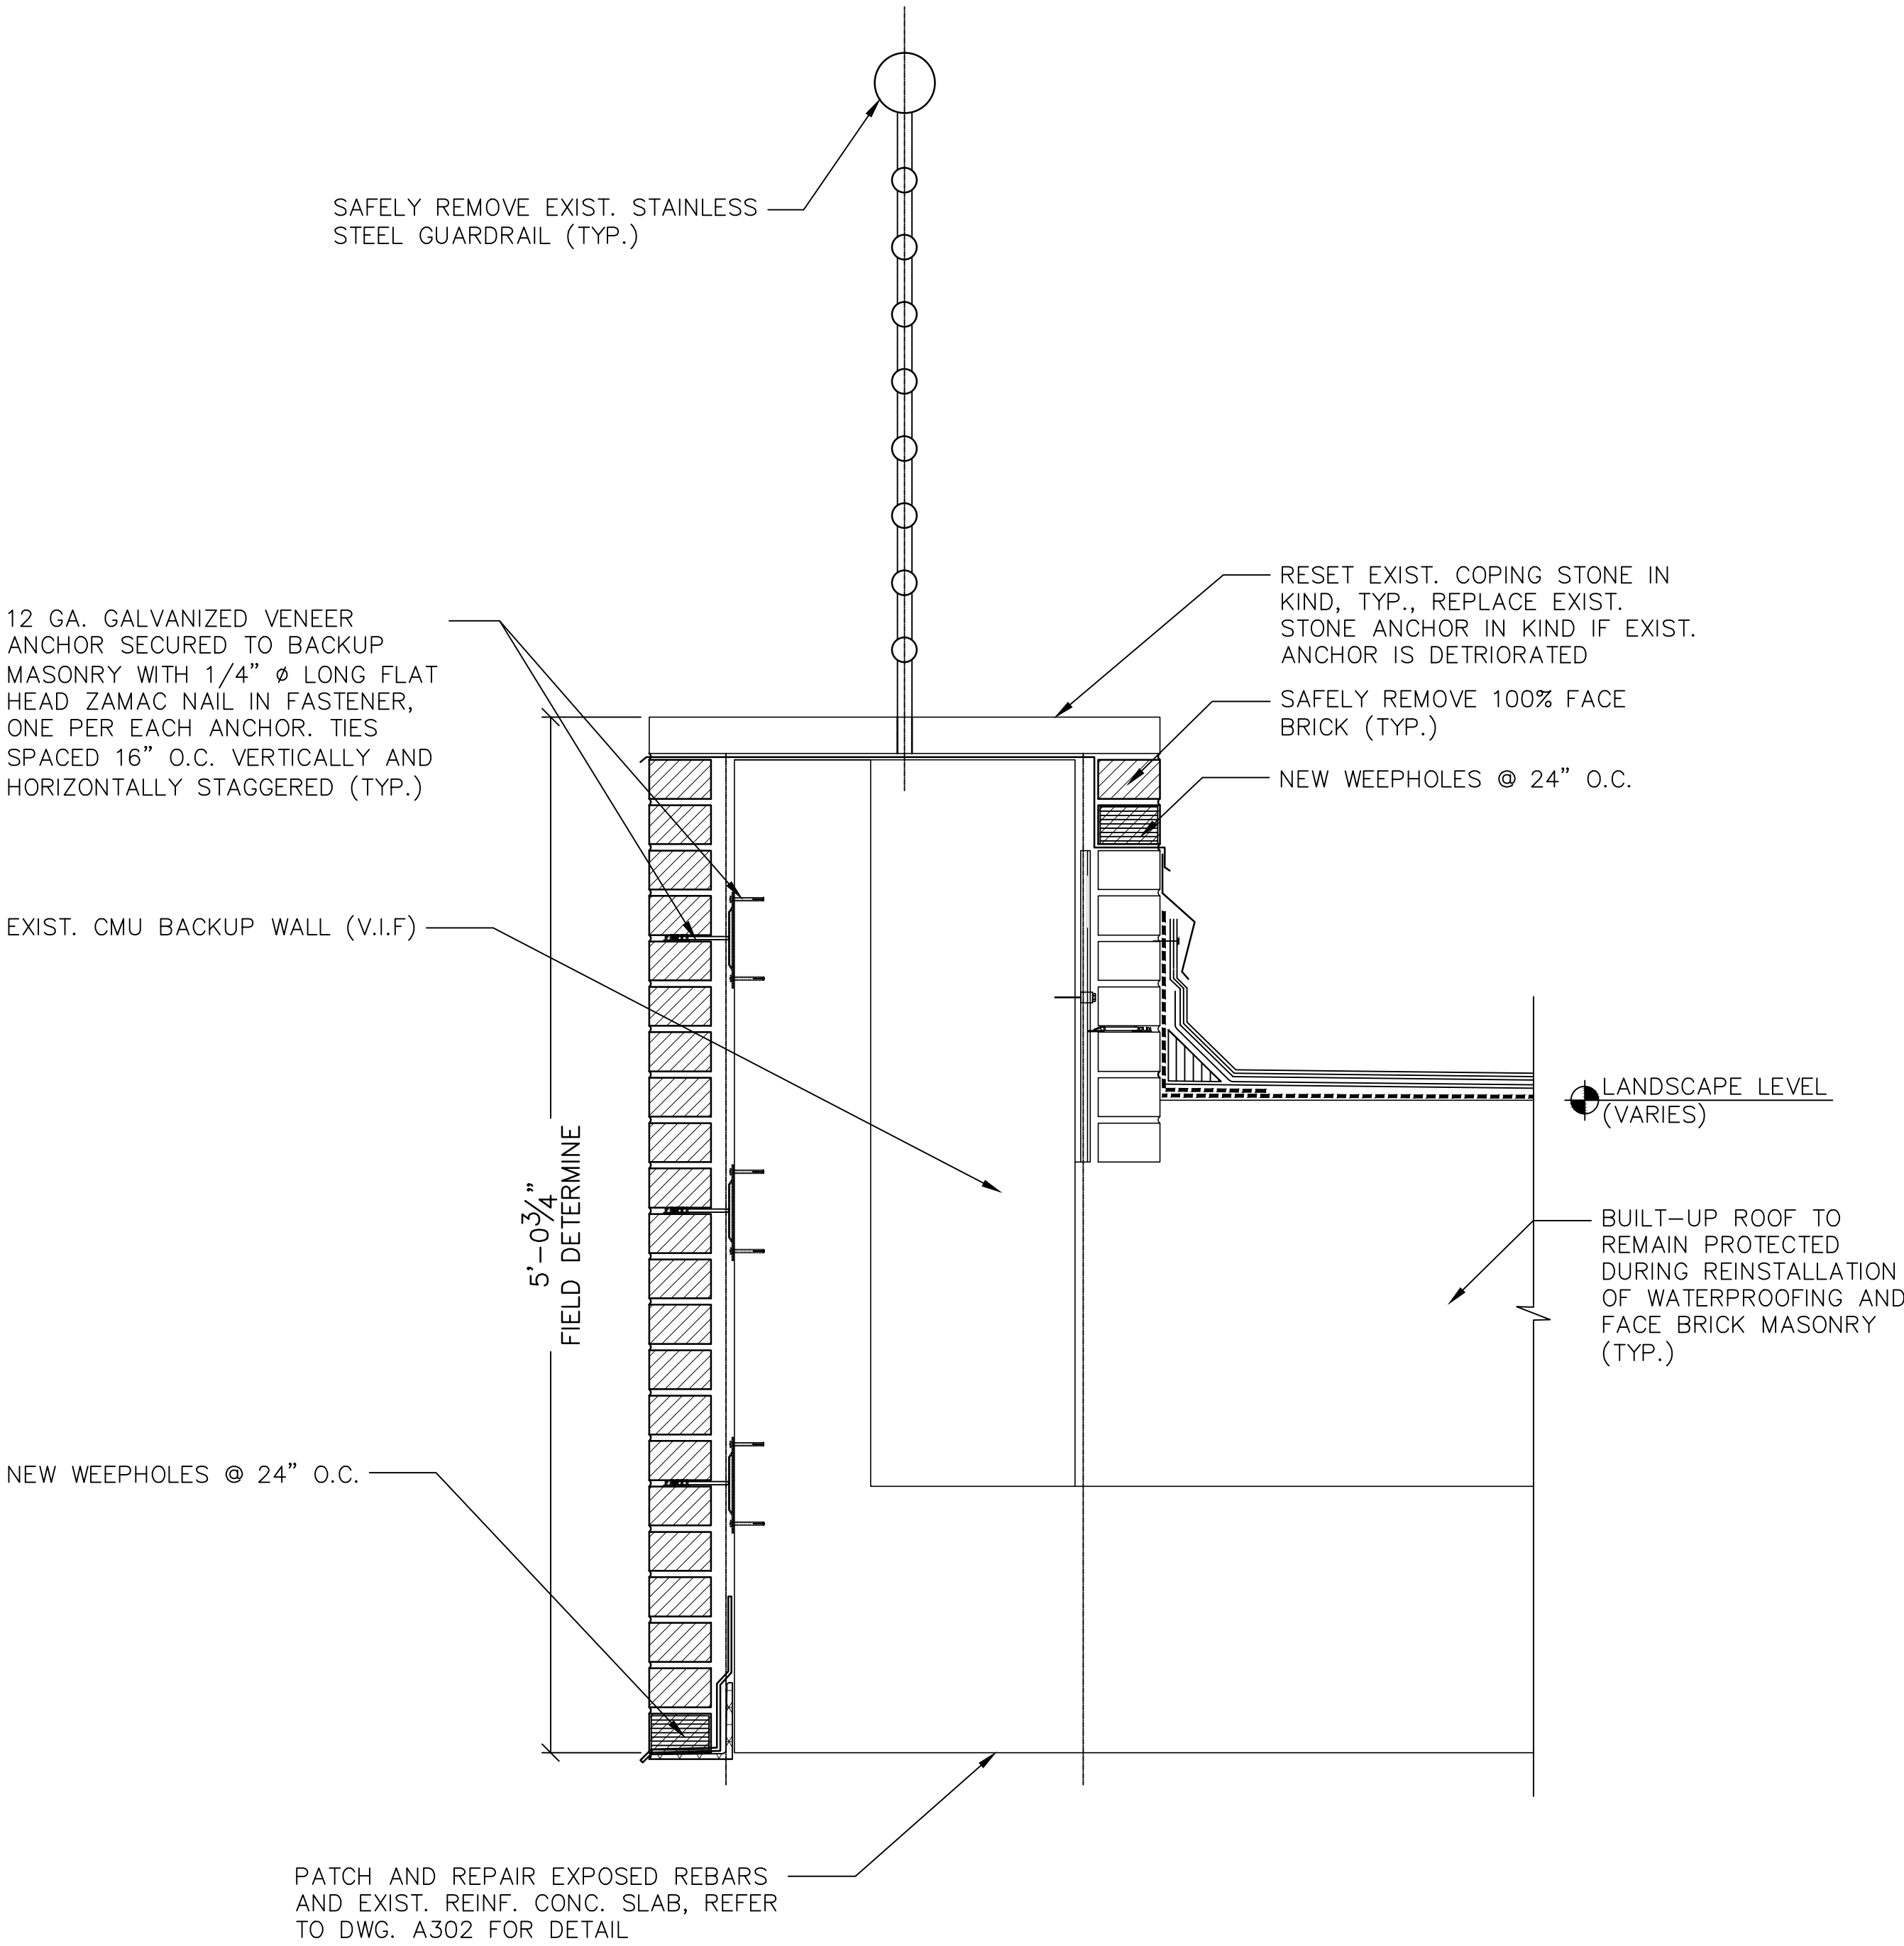 SAFELY REMOVE EXIST. STAINLESS
STEEL GUARDRAIL (TYP.)
RESET EXIST. COPING STONE IN
KIND, TYP., REPLACE EXIST.
STONE ANCHOR IN KIND IF EXIST.
ANCHOR IS DETRIORATED
12 GA. GALVANIZED VENEER
ANCHOR SECURED TO BACKUP
MASONRY WITH 1/4" ø LONG FLAT
HEAD ZAMAC NAIL IN FASTENER,
ONE PER EACH ANCHOR. TIES
SPACED 16" O.C. VERTICALLY AND
HORIZONTALLY STAGGERED (TYP.)
SAFELY REMOVE 100% FACE
BRICK (TYP.)
NEW WEEPHOLES @ 24" O.C.
EXIST. CMU BACKUP WALL (V.I.F)
LANDSCAPE LEVEL
(VARIES)
5'-03/4"
FIELD DETERMINE
BUILT-UP ROOF TO
REMAIN PROTECTED
DURING REINSTALLATION
OF WATERPROOFING AND
FACE BRICK MASONRY
(TYP.)
NEW WEEPHOLES @ 24" O.C.
PATCH AND REPAIR EXPOSED REBARS
AND EXIST. REINF. CONC. SLAB, REFER
TO DWG. A302 FOR DETAIL